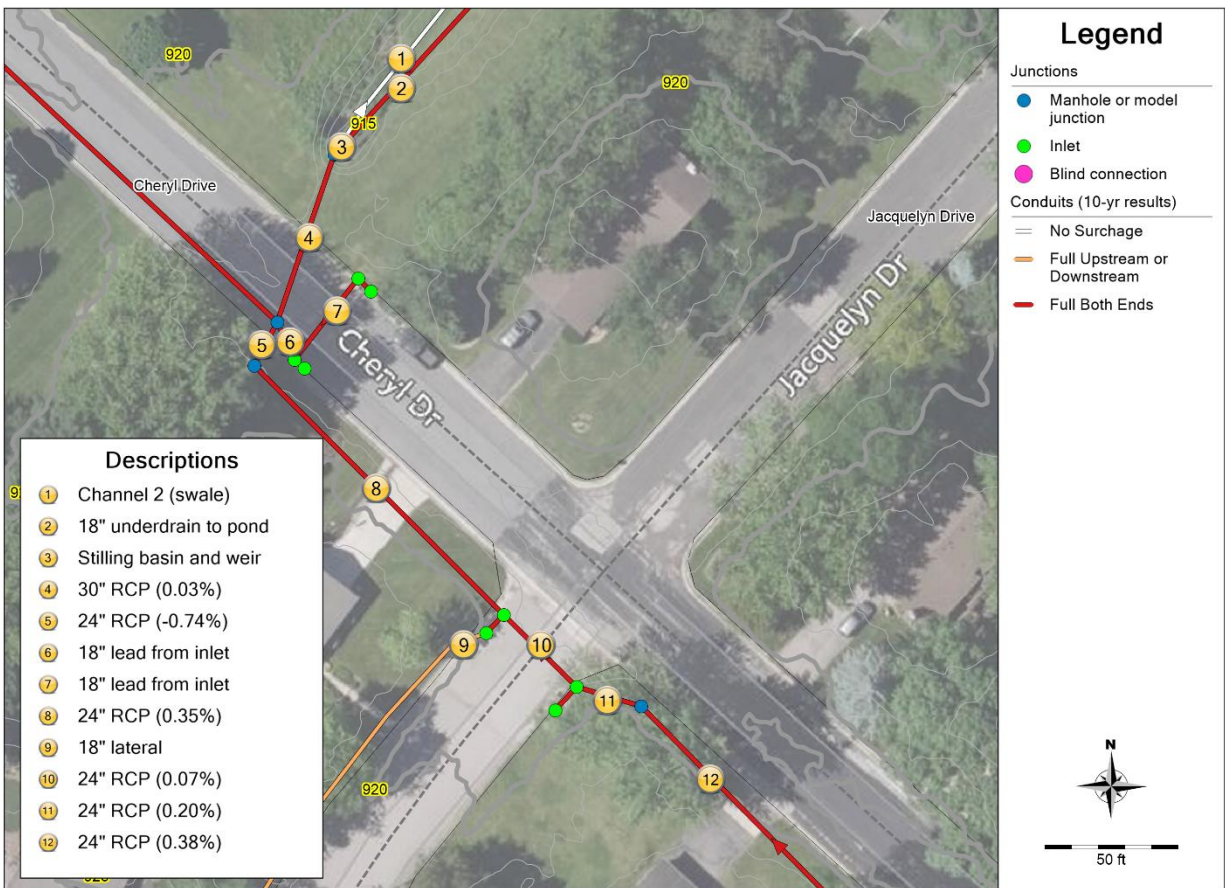 920
920
915
Cheryl Drive
Jacquelyn Drive
Cheryl Dr
Jacquelyn Dr
920
1
2
3
4
5
6
7
8
9
10
11
12
Descriptions
1 Channel 2 (swale)
2 18" underdrain to pond
3 Stilling basin and weir
4 30" RCP (0.03%)
5 24" RCP (-0.74%)
6 18" lead from inlet
7 18" lead from inlet
8 24" RCP (0.35%)
9 18" lateral
10 24" RCP (0.07%)
11 24" RCP (0.20%)
12 24" RCP (0.38%)
Legend
Junctions
Manhole or model
junction
Inlet
Blind connection
Conduits (10-yr results)
No Surchage
Full Upstream or
Downstream
Full Both Ends
N
50 ft